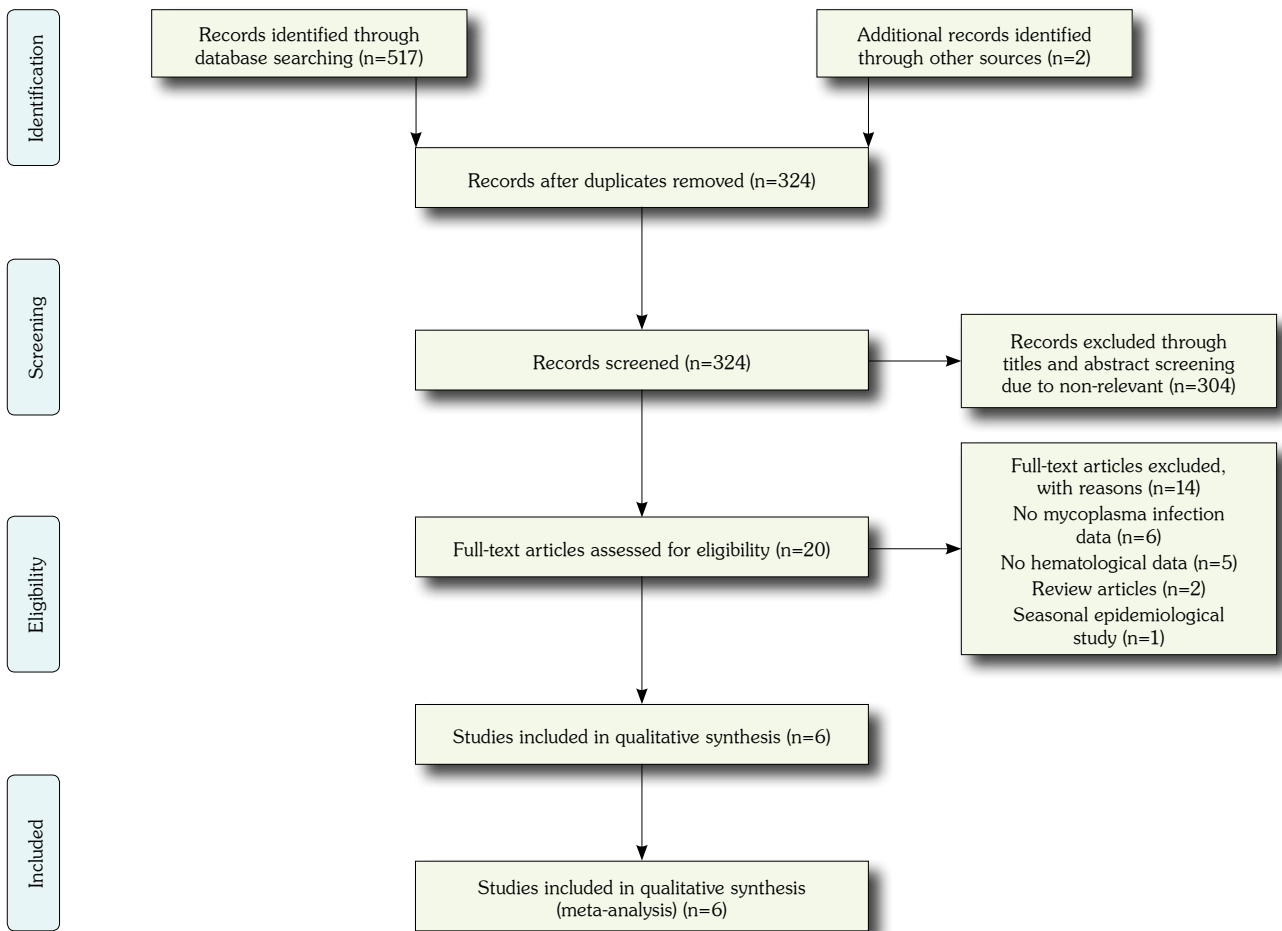 Identification
Records identified through
database searching (n=517)
Additional records identified
through other sources (n=2)
Records after duplicates removed (n=324)
Screening
Records screened (n=324)
Records excluded through
titles and abstract screening
due to non-relevant (n=304)
Eligibility
Full-text articles assessed for eligibility (n=20)
Full-text articles excluded,
with reasons (n=14)
No mycoplasma infection
data (n=6)
No hematological data (n=5)
Review articles (n=2)
Seasonal epidemiological
study (n=1)
Studies included in qualitative synthesis (n=6)
Included
Studies included in qualitative synthesis
(meta-analysis) (n=6)